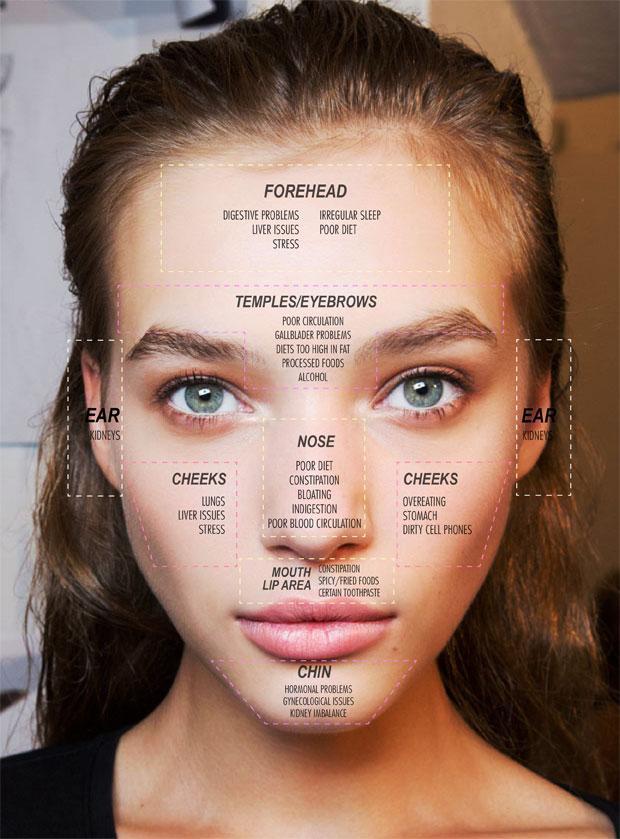 FOREHEAD
DIGESTIVE PROBLEMS
LIVER ISSUES
STRESS
IRREGULAR SLEEP
POOR DIET
TEMPLES/EYEBROWS
POOR CIRCULATION
GALLBLADER PROBLEMS
DIETS TOO HIGH IN FAT
PROCESSED FOODS
ALCOHOL
EAR
KIDNEYS
EAR
KIDNEYS
NOSE
POOR DIET
CONSTIPATION
BLOATING
INDIGESTION
POOR BLOOD CIRCULATION
CHEEKS
LUNGS
LIVER ISSUES
STRESS
CHEEKS
OVEREATING
STOMACH
DIRTY CELL PHONES
MOUTH
LIP AREA
CONSTIPATION
SPICY/FRIED FOODS
CERTAIN TOOTHPASTE
CHIN
HORMONAL PROBLEMS
GYNECOLOGICAL ISSUES
KIDNEY IMBALANCE